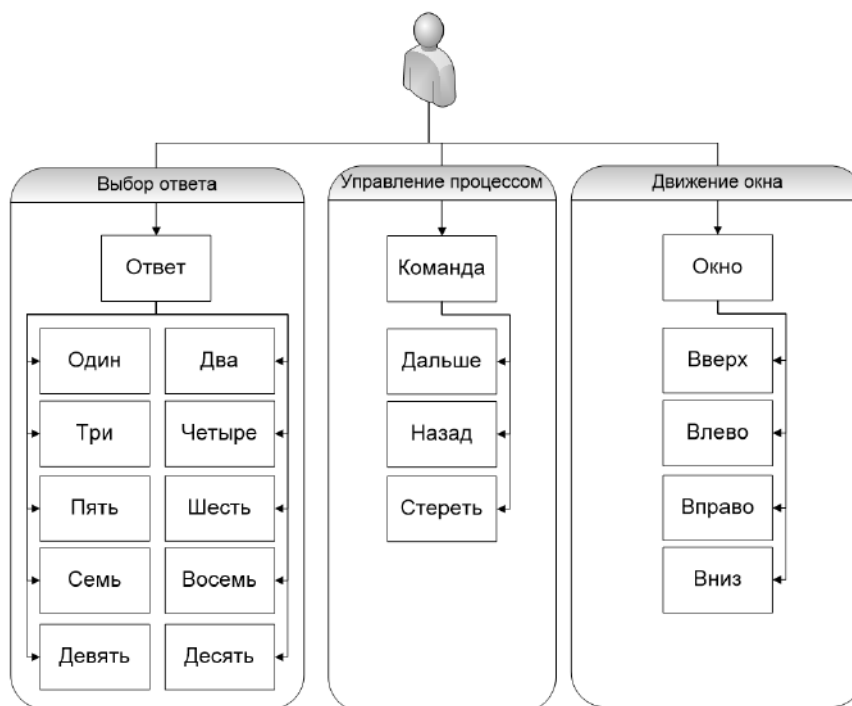 Выбор ответа
Ответ
Один
Два
Три
Четыре
Пять
Шесть
Семь
Восемь
Девять
Десять
Управление процессом
Команда
Дальше
Назад
Стереть
Движение окна
Окно
Вверх
Влево
Вправо
Вниз